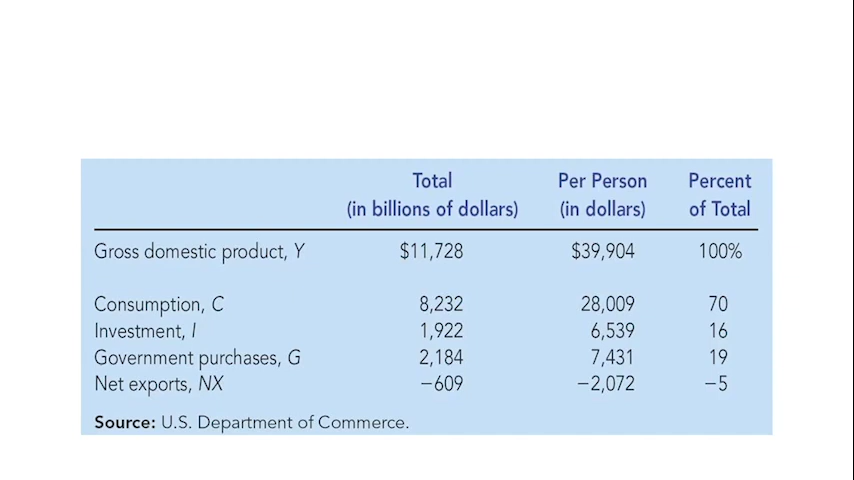 Total Per Person Percent
(in billions of dollars) (in dollars) of Total
Gross domestic product, Y $11,728 $39,904 100%
Consumption, C 8,232 28,009 70
Investment, I 1,922 6,539 16
Government purchases, G 2,184 7,431 19
Net exports, NX −609 −2,072 −5
Source: U.S. Department of Commerce.